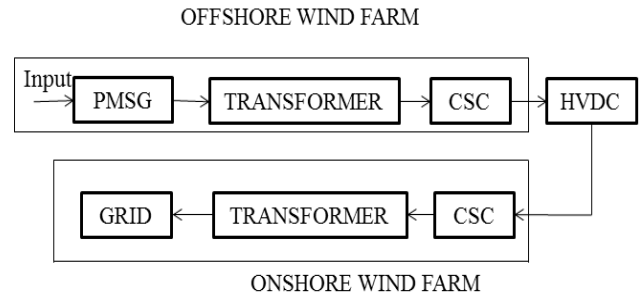 OFFSHORE WIND FARM
Input
PMSG
TRANSFORMER
CSC
HVDC
GRID
TRANSFORMER
CSC
ONSHORE WIND FARM